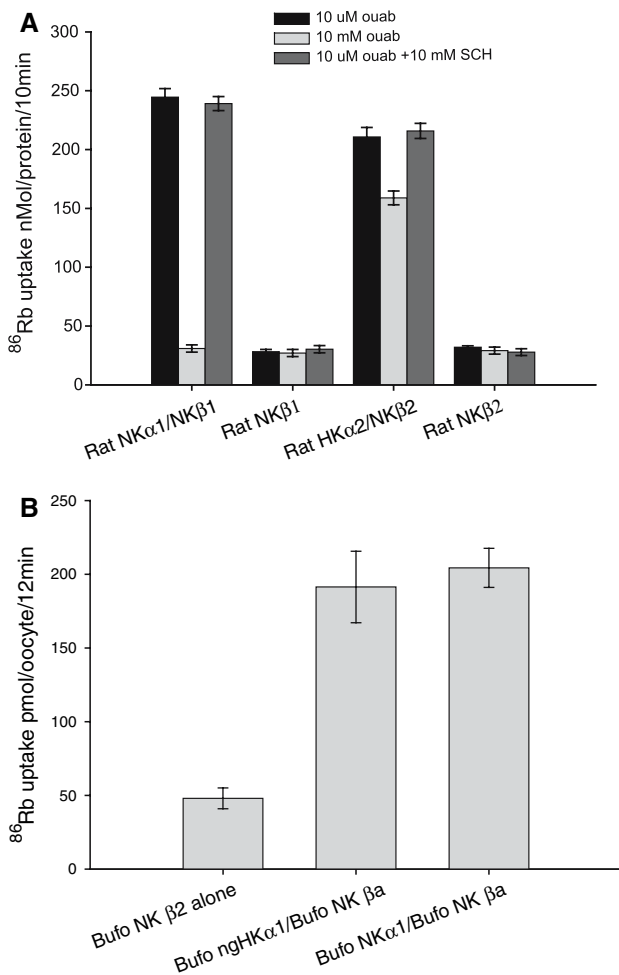 A
10 uM ouab
10 mM ouab
10 uM ouab +10 mM SCH
300
250
200
150
100
50
0
86Rb uptake nMol/protein/10min
Rat NKα1/NKβ1
Rat NKβ1
Rat HKα2/NKβ2
Rat NKβ2
B
250
200
150
100
50
0
86Rb uptake pmol/oocyte/12min
Bufo NK β2 alone
Bufo ngHKα1/Bufo NK βa
Bufo NKα1/Bufo NK βa